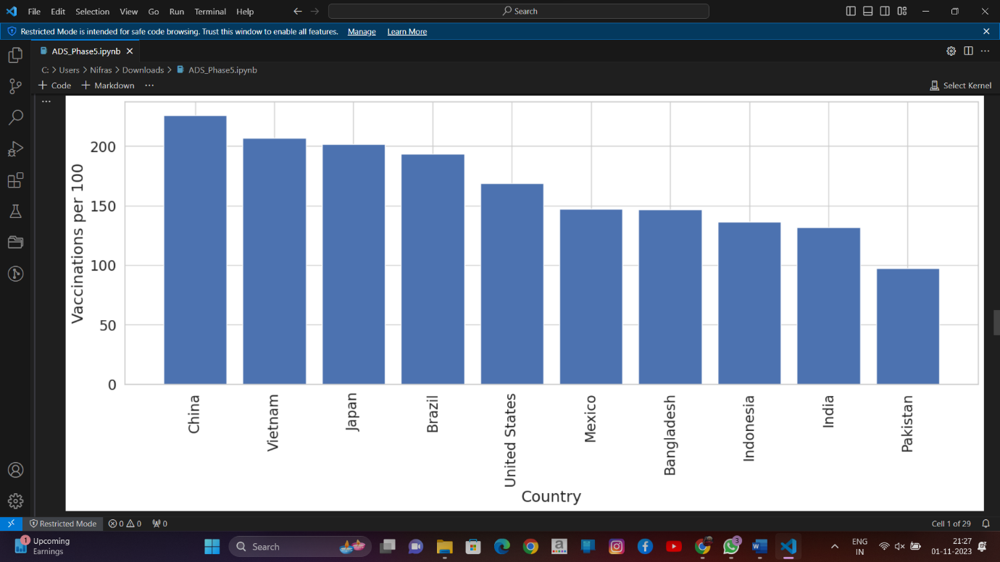 File Edit Selection View Go Run Terminal Help Search
Restricted Mode is intended for safe code browsing. Trust this window to enable all features. Manage Learn More
ADS_Phase5.ipynb
C: > Users > Nifras > Downloads > ADS_Phase5.ipynb
+ Code + Markdown ... Select Kernel
...
Vaccinations per 100
200
150
100
50
0
China
Vietnam
Japan
Brazil
United States
Mexico
Bangladesh
Indonesia
India
Pakistan
Country
Restricted Mode 0 0 0 Cell 1 of 29
1 Upcoming
Earnings
Search
a
3
ENG
IN
21:27
01-11-2023